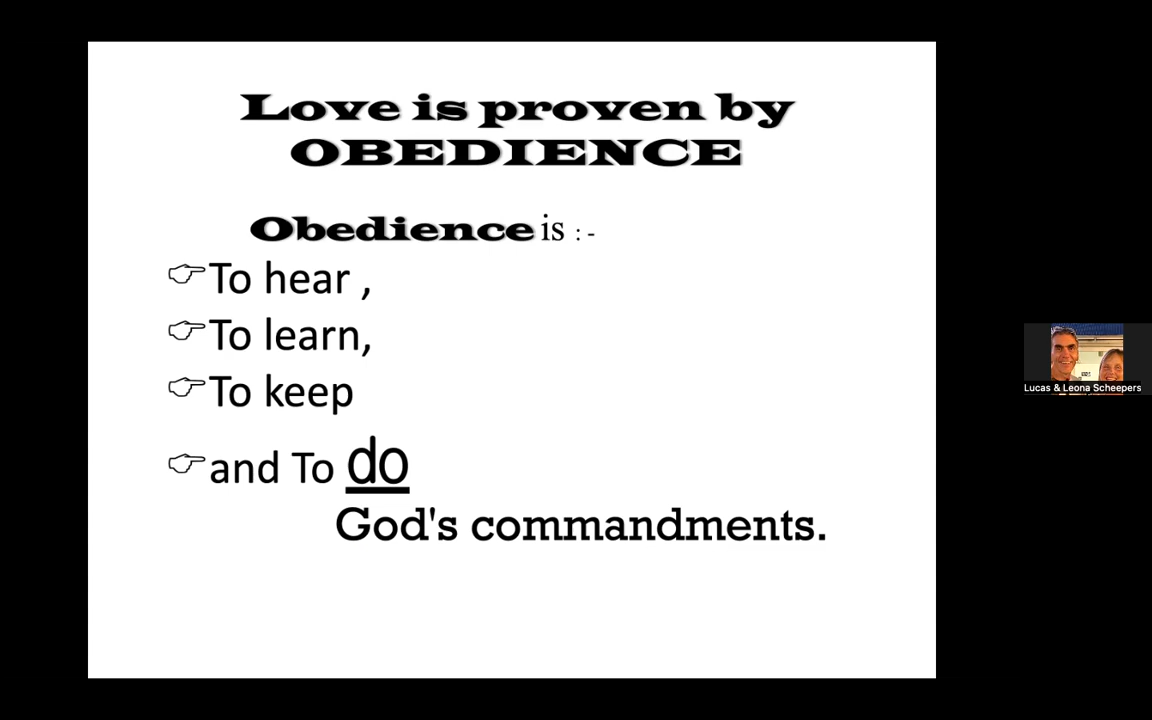 Love is proven by
OBEDIENCE
Obedience is : -
☞To hear ,
☞To learn,
☞To keep
☞and To do
God's commandments.
Lucas & Leona Scheepers